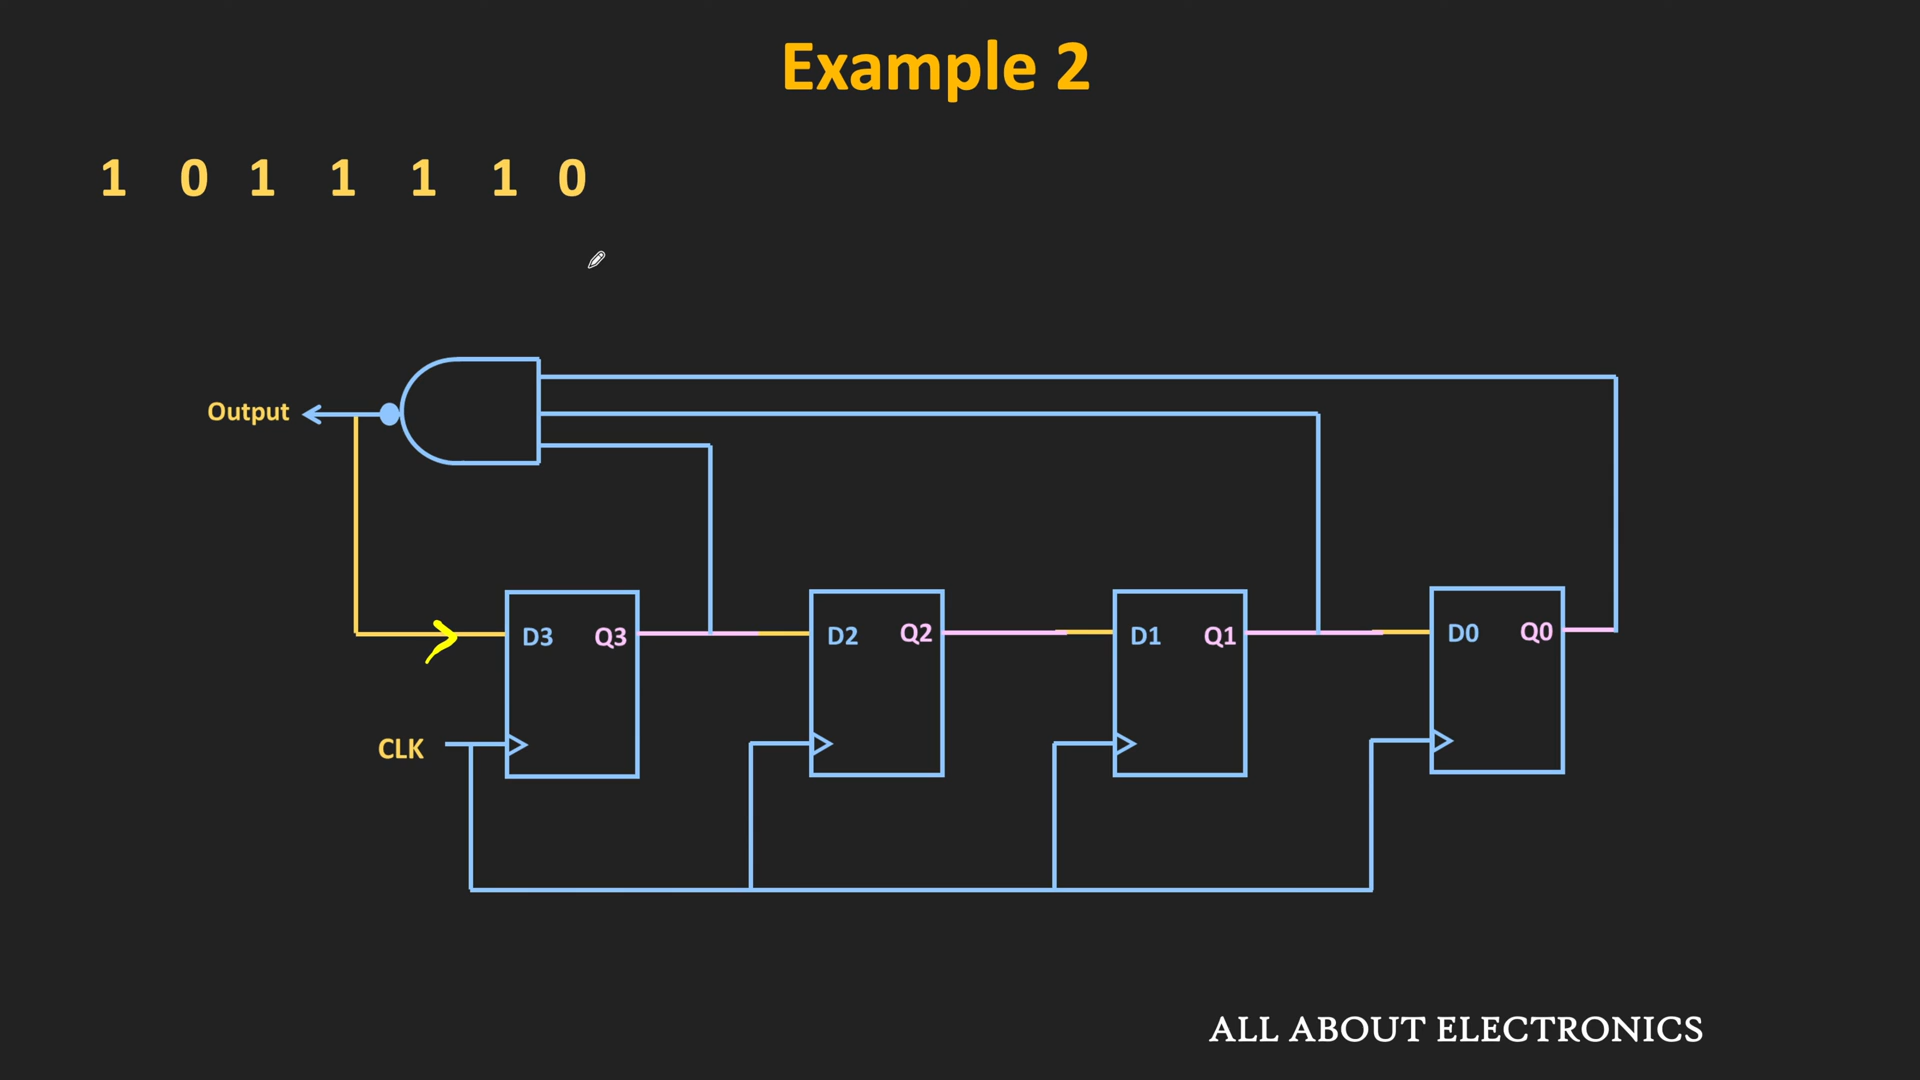 Example 2
1 0 1 1 1 1 0
Output
D3 Q3 D2 Q2 D1 Q1 D0 Q0
CLK
ALL ABOUT ELECTRONICS